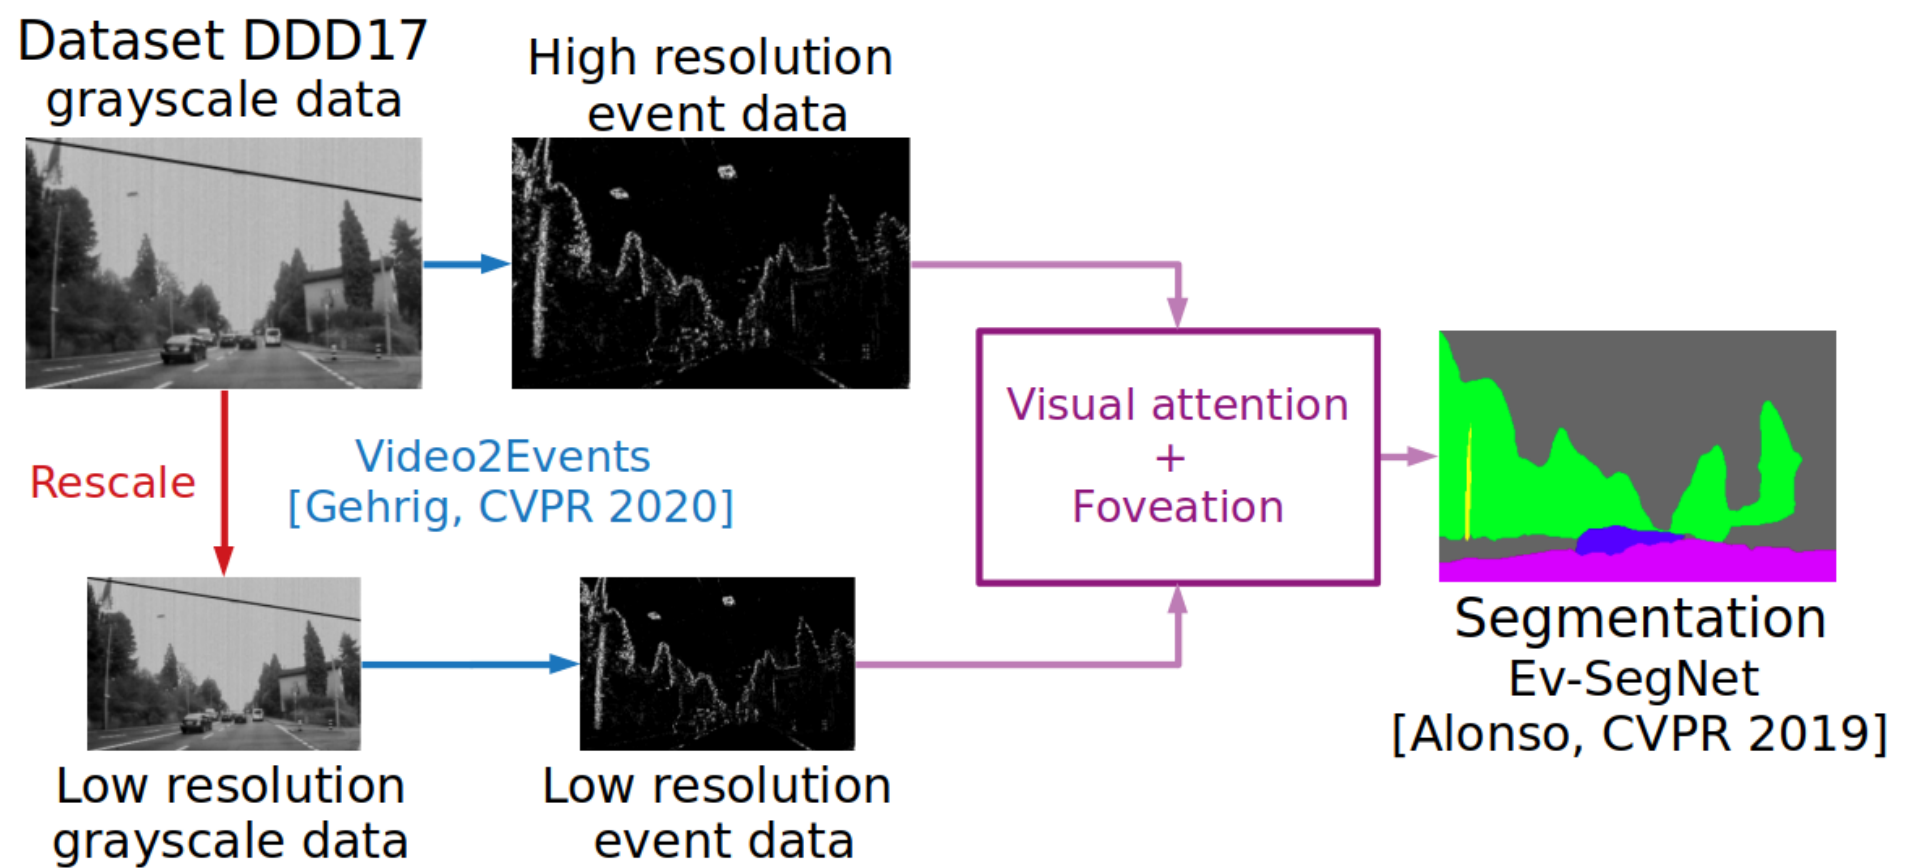 Dataset DDD17
grayscale data
High resolution
event data
Rescale
Video2Events
[Gehrig, CVPR 2020]
Visual attention
+
Foveation
Low resolution
grayscale data
Low resolution
event data
Segmentation
Ev-SegNet
[Alonso, CVPR 2019]